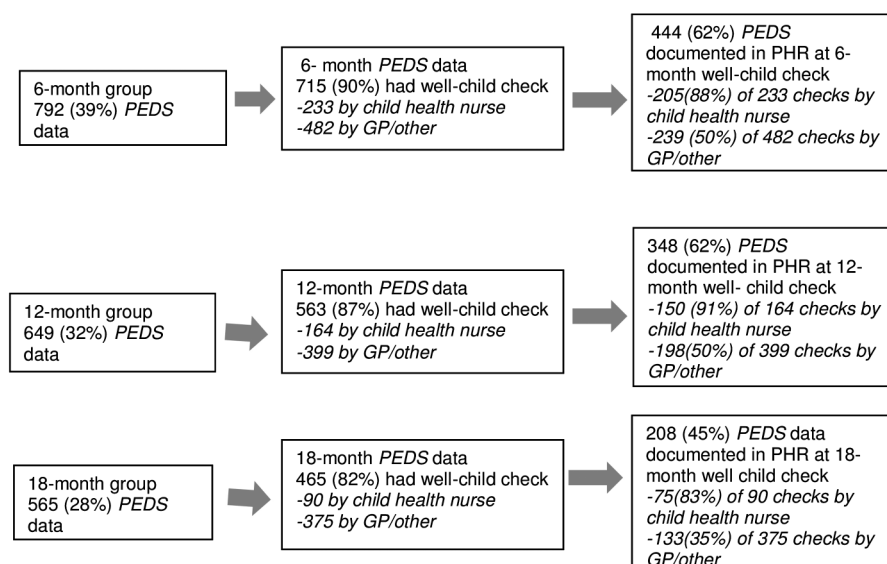 6-month group
792 (39%) PEDS
data
6- month PEDS data
715 (90%) had well-child check
-233 by child health nurse
-482 by GP/other
444 (62%) PEDS
documented in PHR at 6-
month well-child check
-205(88%) of 233 checks by
child health nurse
-239 (50%) of 482 checks by
GP/other
12-month group
649 (32%) PEDS
data
12-month PEDS data
563 (87%) had well-child check
-164 by child health nurse
-399 by GP/other
348 (62%) PEDS
documented in PHR at 12-
month well- child check
-150 (91%) of 164 checks by
child health nurse
-198(50%) of 399 checks by
GP/other
18-month group
565 (28%) PEDS
data
18-month PEDS data
465 (82%) had well-child check
-90 by child health nurse
-375 by GP/other
208 (45%) PEDS data
documented in PHR at 18-
month well child check
-75(83%) of 90 checks by
child health nurse
-133(35%) of 375 checks by
GP/other